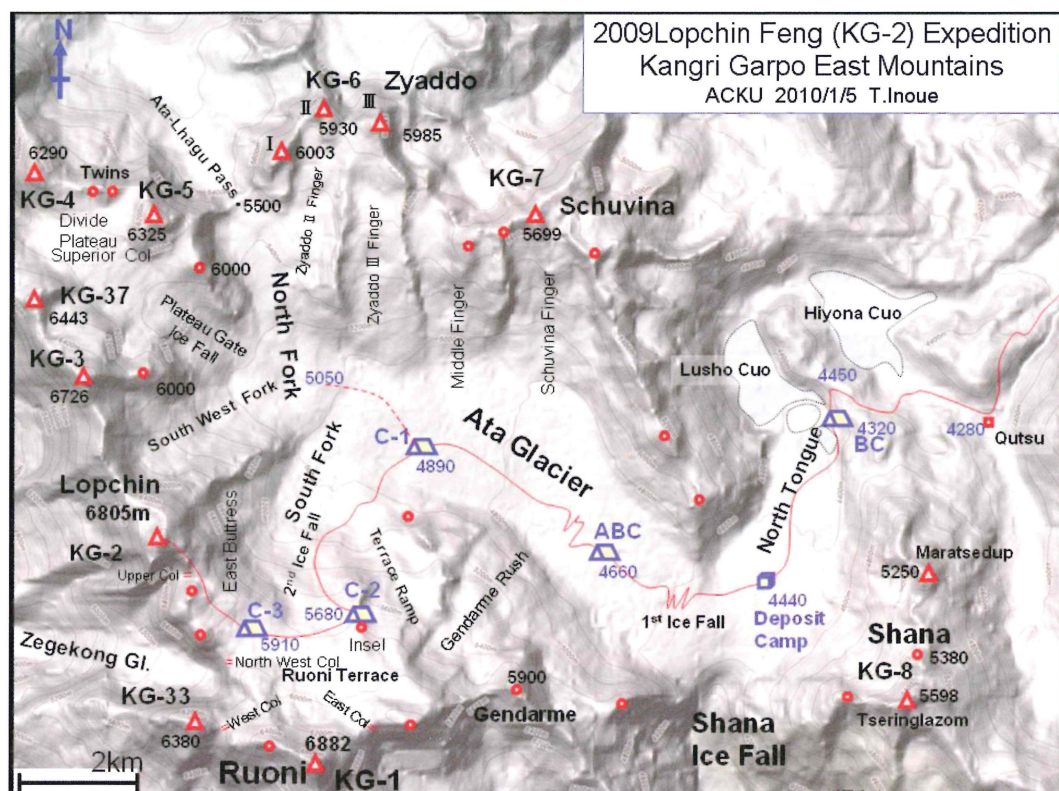 2009Lopchin Feng (KG-2) Expedition
Kangri Garpo East Mountains
ACKU 2010/1/5 T.Inoue
N
KG-6
Zyaddo
II
III
5930
5985
I
6003
Ata-Lhagu Pass
5500
6290
Twins
KG-4
KG-5
Divide
Plateau
Superior Col
6325
6000
KG-7
Schuvina
5699
Zyaddo II Finger
Zyaddo III Finger
North Fork
Middle Finger
Schuvina Finger
KG-37
6443
Plateau Gate
Ice Fall
KG-3
6726
6000
South West Fork
5050
Hiyona Cuo
Lusho Cuo
4450
4320
BC
4280
Qutsu
C-1
4890
Ata Glacier
North Tongue
South Fork
2nd Ice Fall
Lopchin
6805m
KG-2
East Buttress
Upper Col
Terrace Ramp
Gendarme Rush
ABC
4660
1st Ice Fall
4440
Deposit
Camp
Maratsedup
5250
C-2
5680
Insel
C-3
5910
North West Col
Ruoni Terrace
Zegekong Gl.
KG-33
6380
West Col
East Col
5900
Gendarme
Shana
5380
KG-8
5598
Tseringlazom
Shana
Ice Fall
6882
Ruoni
KG-1
2km